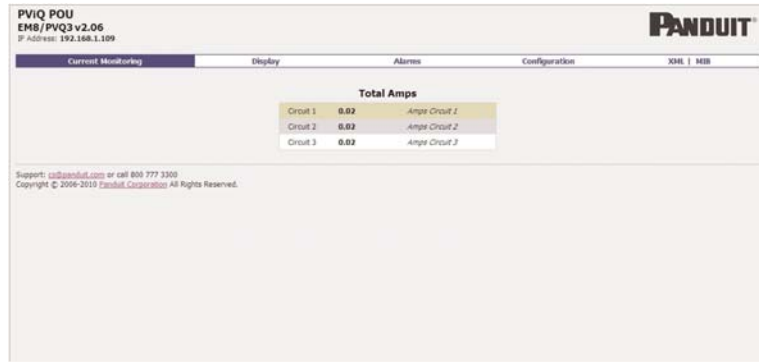 PViQ POU
EM8/PVQ3 v2.06
IP Address: 192.168.1.109
PANDUIT
Current Monitoring Display Alarms Configuration XML | MIB
Total Amps
Circuit 1 0.02 Amps Circuit 1
Circuit 2 0.02 Amps Circuit 2
Circuit 3 0.02 Amps Circuit 3
Support: cs@panduit.com or call 800 777 3300
Copyright © 2006-2010 Panduit Corporation All Rights Reserved.